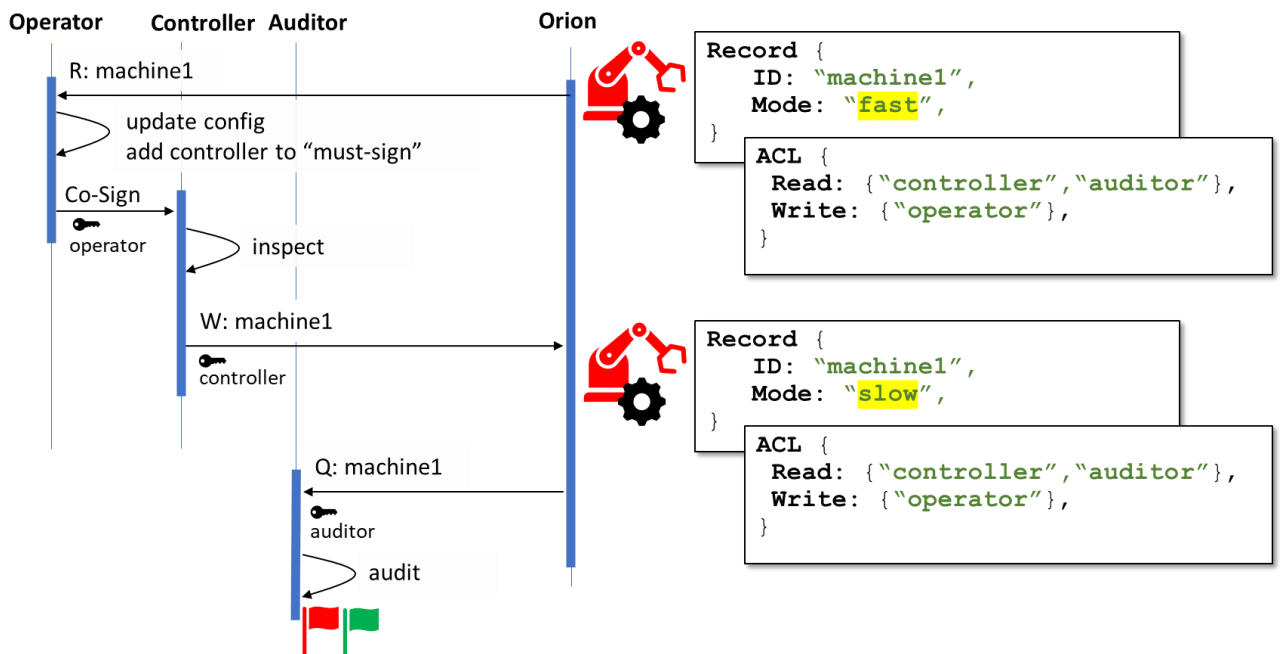 Operator Controller Auditor Orion
R: machine1
update config
add controller to “must-sign”
Co-Sign
operator
inspect
W: machine1
controller
Q: machine1
auditor
audit
Record {
ID: “machine1”,
Mode: “fast”,
}
ACL {
Read: {“controller”,“auditor”},
Write: {“operator”},
}
Record {
ID: “machine1”,
Mode: “slow”,
}
ACL {
Read: {“controller”,“auditor”},
Write: {“operator”},
}